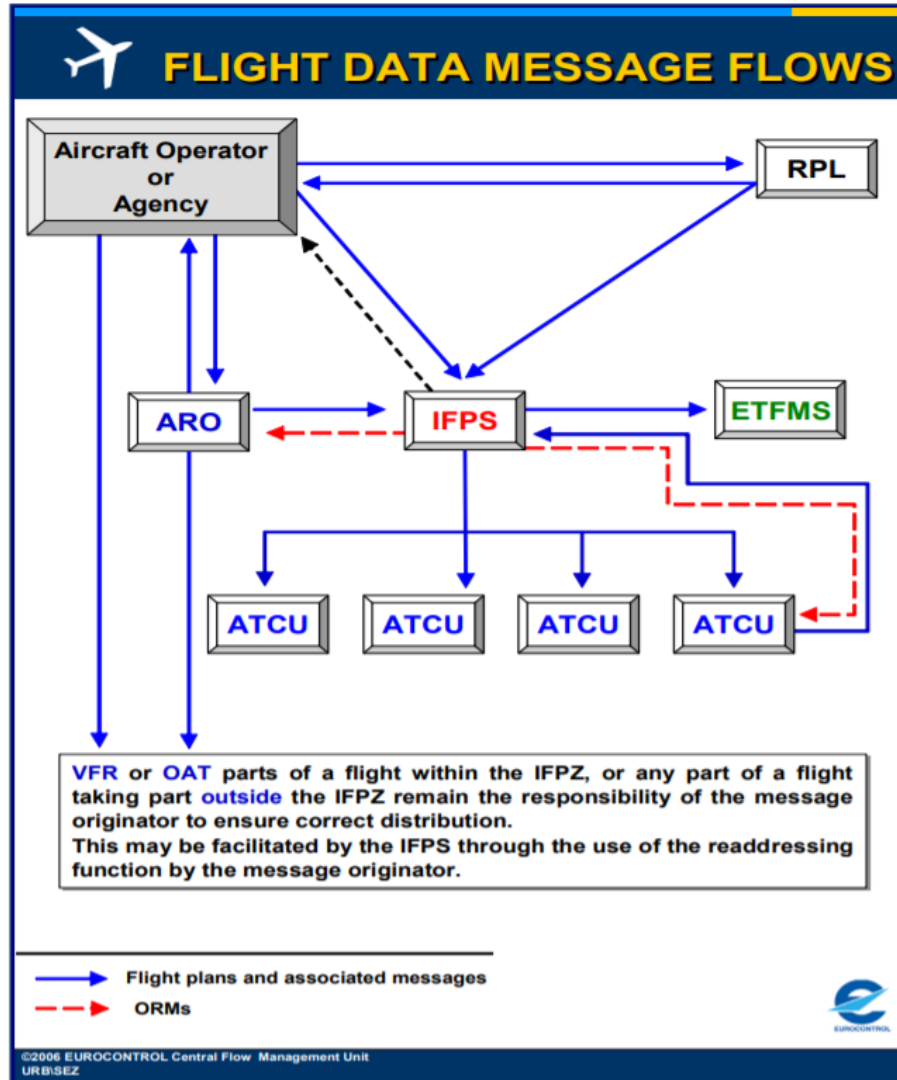 FLIGHT DATA MESSAGE FLOWS
Aircraft Operator
or
Agency
RPL
ARO
IFPS
ETFMS
ATCU
ATCU
ATCU
ATCU
VFR or OAT parts of a flight within the IFPZ, or any part of a flight
taking part outside the IFPZ remain the responsibility of the message
originator to ensure correct distribution.
This may be facilitated by the IFPS through the use of the readdressing
function by the message originator.
Flight plans and associated messages
ORMs
EUROCONTROL
©2006 EUROCONTROL Central Flow Management Unit
URB\SEZ